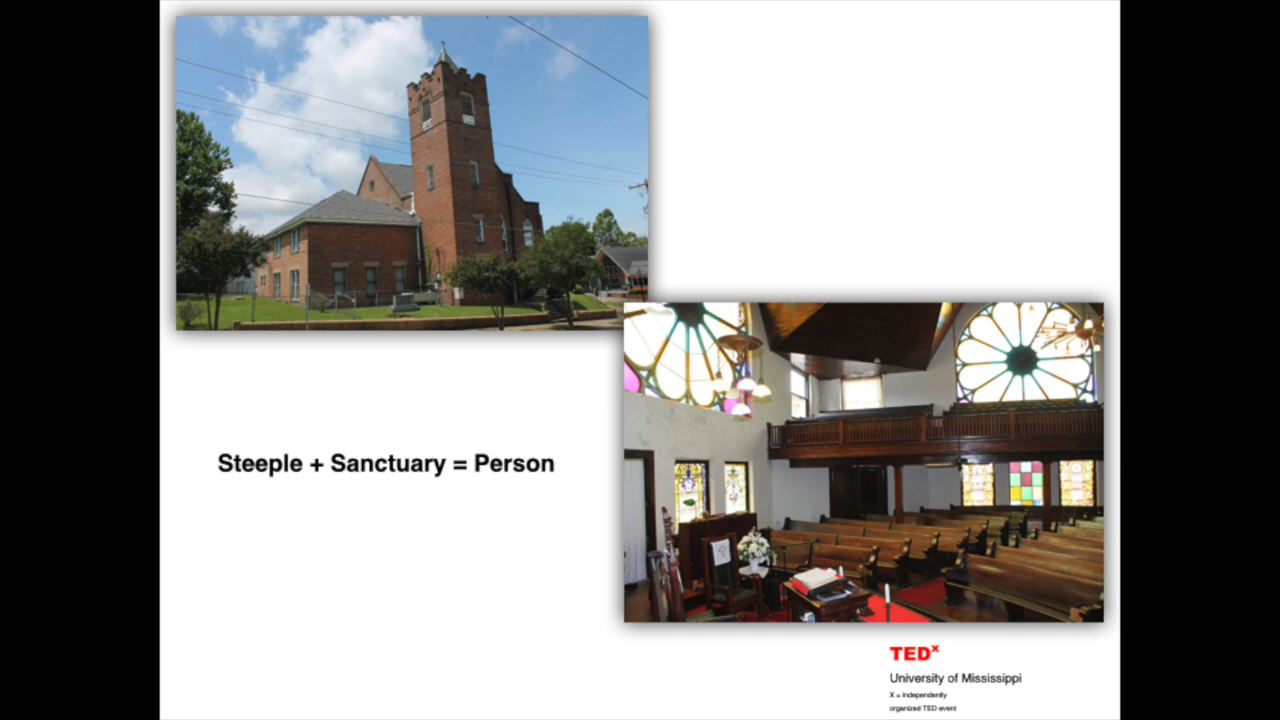 Steeple + Sanctuary = Person
TEDx
University of Mississippi
X = independently
organized TED event